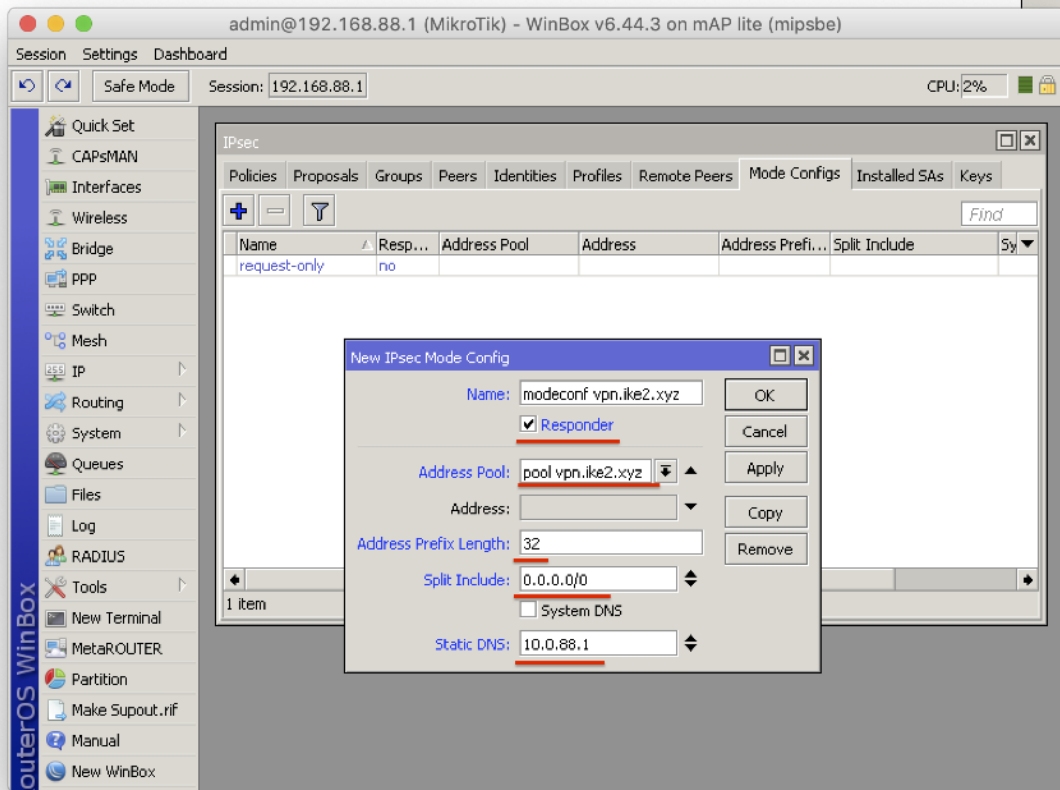 admin@192.168.88.1 (MikroTik) - WinBox v6.44.3 on mAP lite (mipsbe)
Session Settings Dashboard
Safe Mode Session: 192.168.88.1 CPU: 2%
Quick Set
CAPsMAN
Interfaces
Wireless
Bridge
PPP
Switch
Mesh
IP
Routing
System
Queues
Files
Log
RADIUS
Tools
New Terminal
MetaROUTER
Partition
Make Supout.rif
Manual
New WinBox
outerOS WinBox
IPsec
Policies Proposals Groups Peers Identities Profiles Remote Peers Mode Configs Installed SAs Keys
Find
Name Resp... Address Pool Address Address Prefi... Split Include Sy
request-only no
1 item
New IPsec Mode Config
Name: modeconf vpn.ike2.xyz
Responder
Address Pool: pool vpn.ike2.xyz
Address:
Address Prefix Length: 32
Split Include: 0.0.0.0/0
System DNS
Static DNS: 10.0.88.1
OK
Cancel
Apply
Copy
Remove